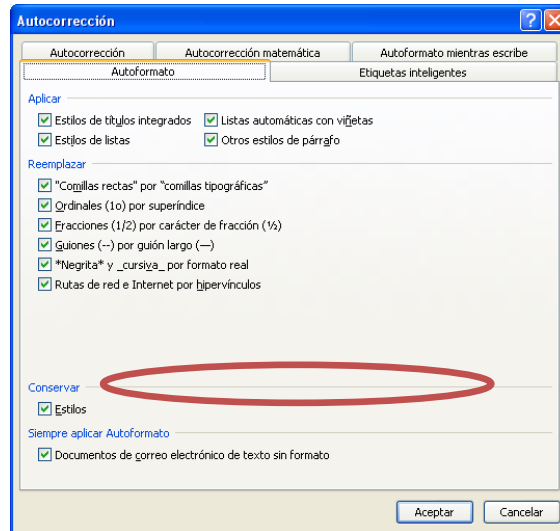 Autocorrección
Autocorrección Autocorrección matemática Autoformato mientras escribe
Autoformato Etiquetas inteligentes
Aplicar
Estilos de títulos integrados Listas automáticas con viñetas
Estilos de listas Otros estilos de párrafo
Reemplazar
"Comillas rectas" por “comillas tipográficas”
Ordinales (1o) por superíndice
Fracciones (1/2) por carácter de fracción (½)
Guiones (--) por guión largo (—)
*Negrita* y _cursiva_ por formato real
Rutas de red e Internet por hipervínculos
Conservar
Estilos
Siempre aplicar Autoformato
Documentos de correo electrónico de texto sin formato
Aceptar Cancelar